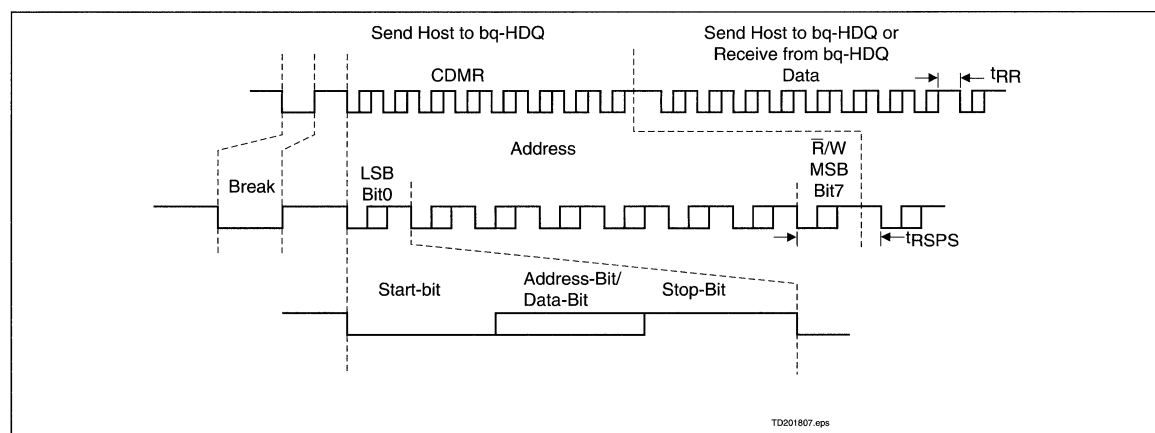 Send Host to bq-HDQ
Send Host to bq-HDQ or
Receive from bq-HDQ
CDMR
Data
tRR
Address
R̅/W
MSB
Bit7
LSB
Bit0
Break
tRSPS
Start-bit
Address-Bit/
Data-Bit
Stop-Bit
TD201807.eps